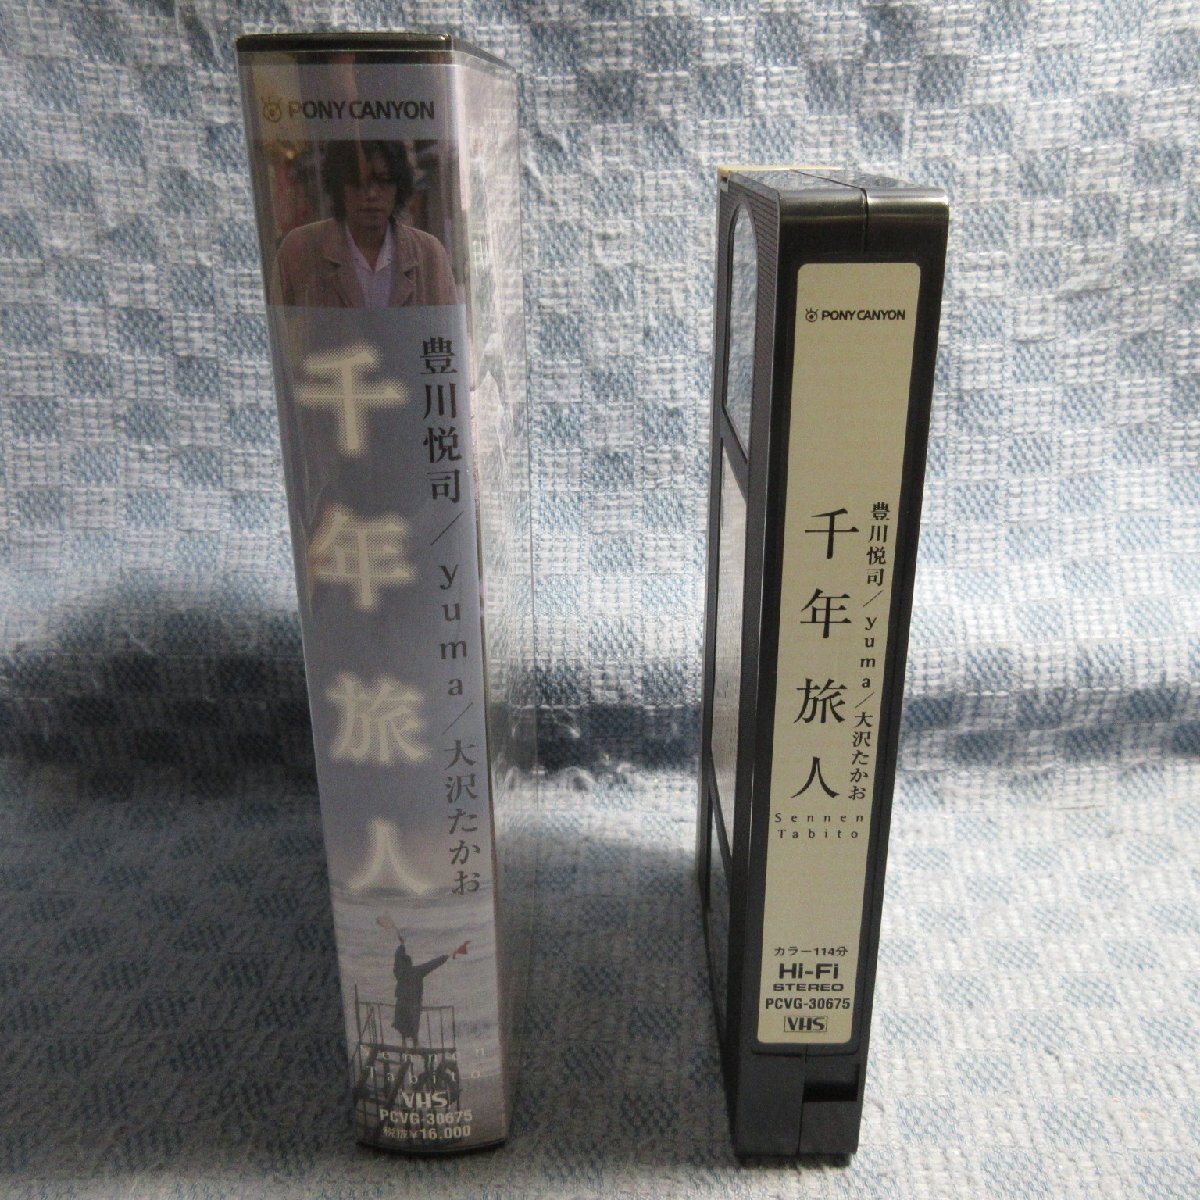 PONY CANYON
千年旅人
豊川悦司/yuma/大沢たかお
Sennen
Tabito
VHS
PCVG-30675
税抜¥16.000
PONY CANYON
千年旅人
豊川悦司/yuma/大沢たかお
Sennen
Tabito
カラー114分
Hi-Fi
STEREO
PCVG-30675
VHS